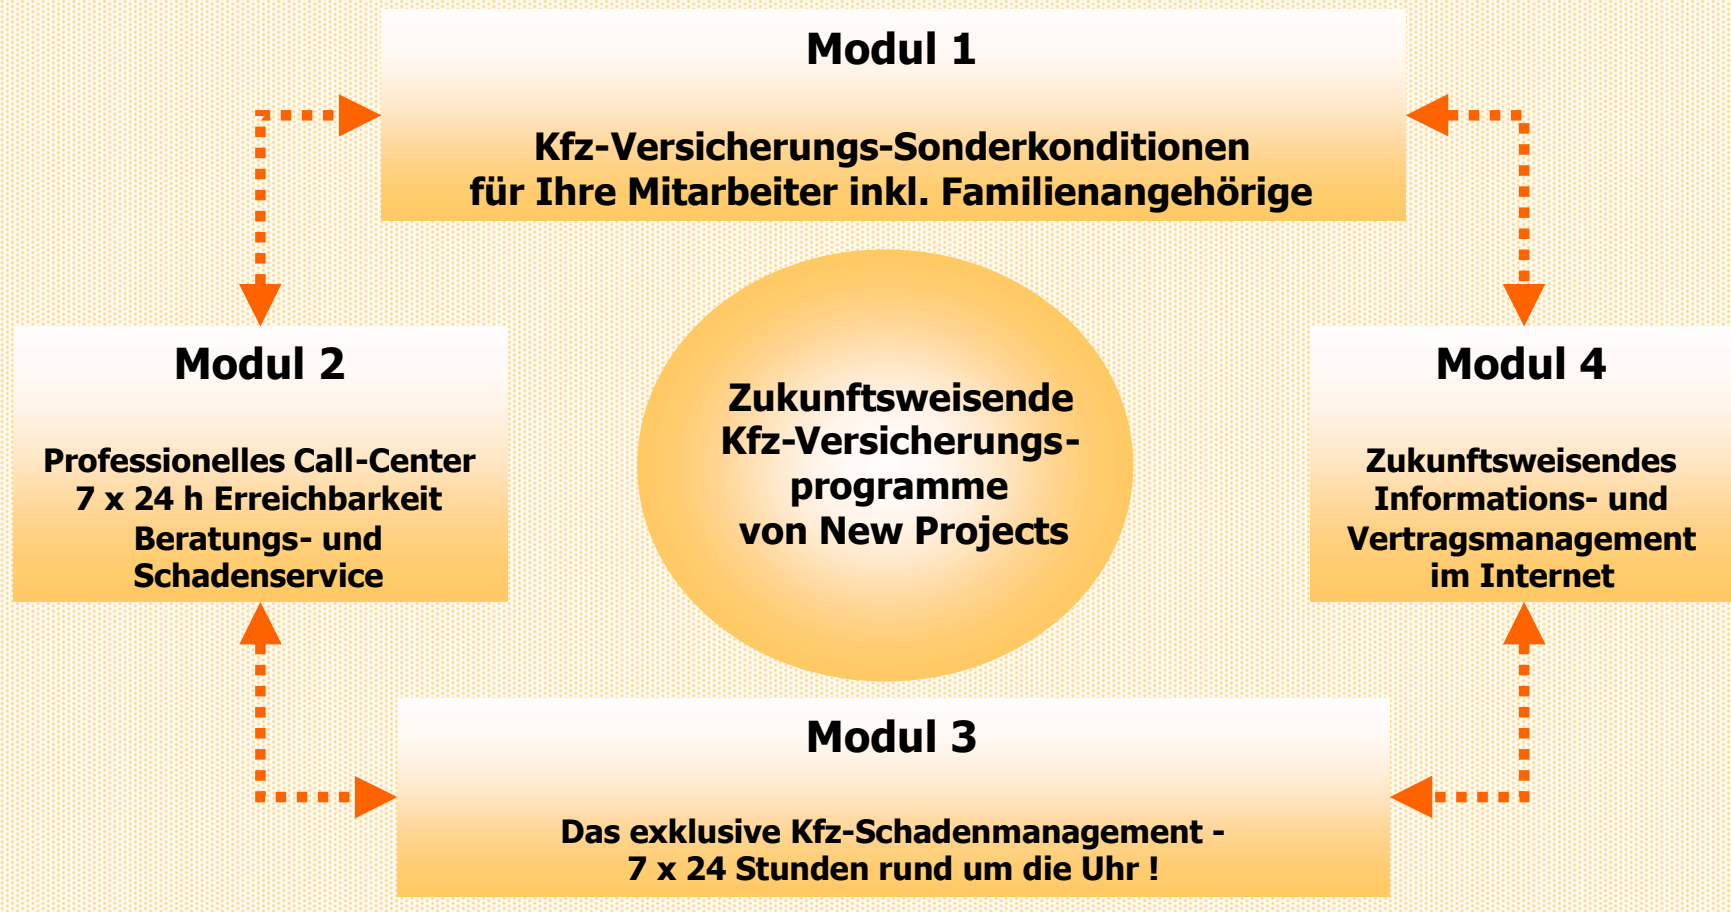 Modul 1
Kfz-Versicherungs-Sonderkonditionen
für Ihre Mitarbeiter inkl. Familienangehörige
Modul 2
Professionelles Call-Center
7 x 24 h Erreichbarkeit
Beratungs- und
Schadenservice
Zukunftsweisende
Kfz-Versicherungs-
programme
von New Projects
Modul 4
Zukunftsweisendes
Informations- und
Vertragsmanagement
im Internet
Modul 3
Das exklusive Kfz-Schadenmanagement -
7 x 24 Stunden rund um die Uhr !